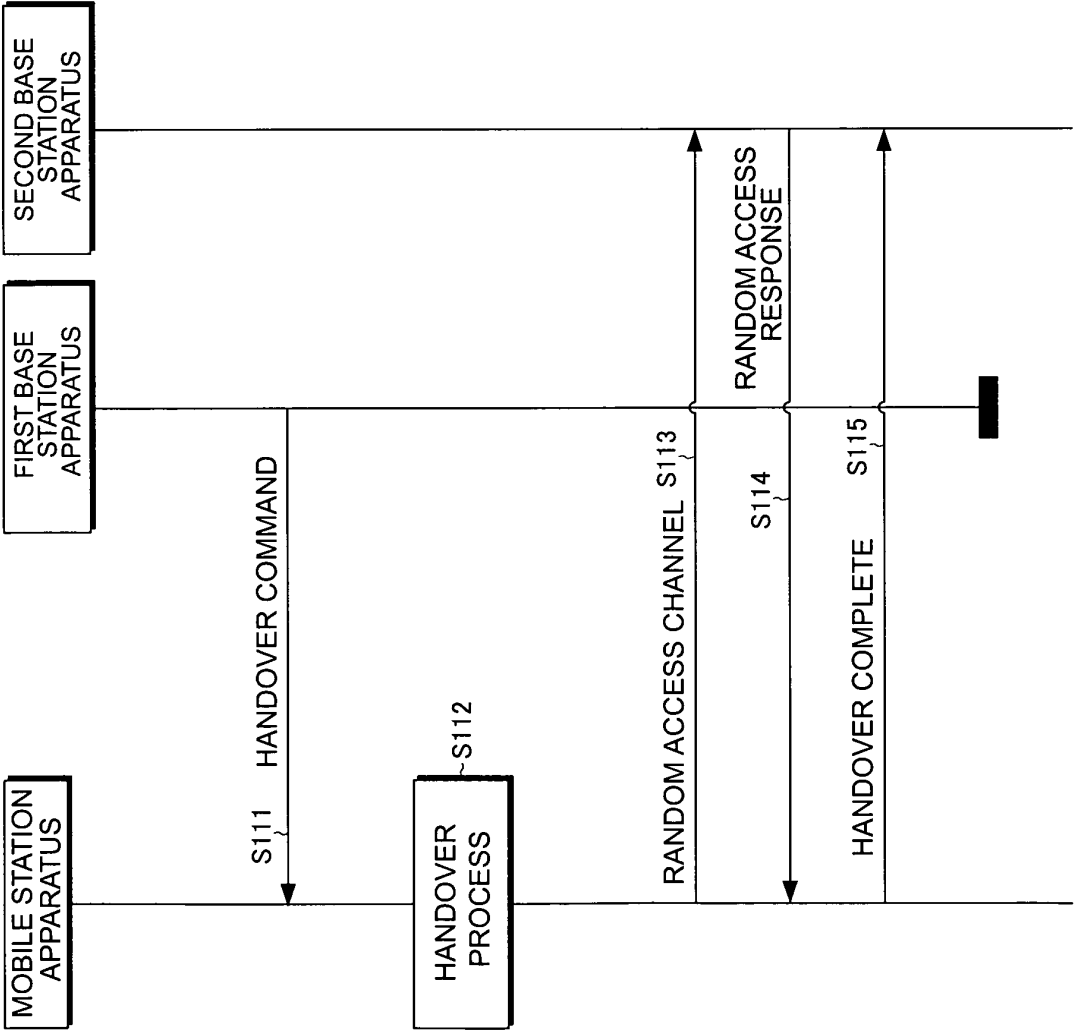 MOBILE STATION
APPARATUS
FIRST BASE
STATION
APPARATUS
SECOND BASE
STATION
APPARATUS
S111
HANDOVER COMMAND
HANDOVER
PROCESS
S112
RANDOM ACCESS CHANNEL
S113
S114
RANDOM ACCESS
RESPONSE
HANDOVER COMPLETE
S115